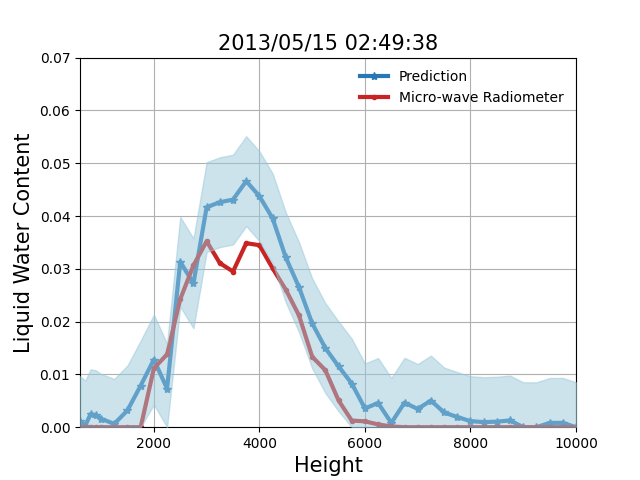 2013/05/15 02:49:38
Prediction
Micro-wave Radiometer
Liquid Water Content
0.07
0.06
0.05
0.04
0.03
0.02
0.01
0.00
2000 4000 6000 8000 10000
Height